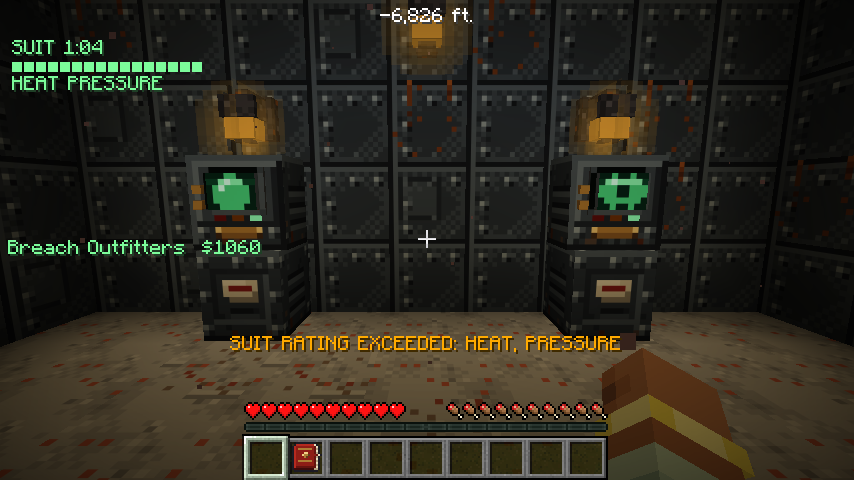 -6,826 ft.
SUIT 1:04
HEAT PRESSURE
Breach Outfitters $1060
SUIT RATING EXCEEDED: HEAT, PRESSURE